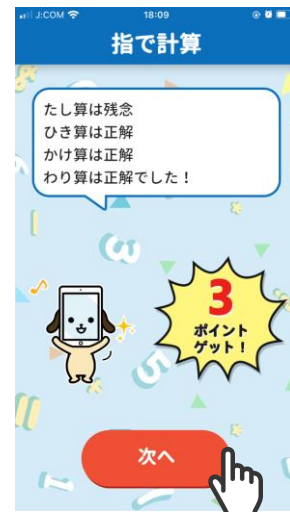 J:COM 18:09
指で計算
たし算は残念
ひき算は正解
かけ算は正解
わり算は正解でした！
3
ポイント
ゲット！
次へ